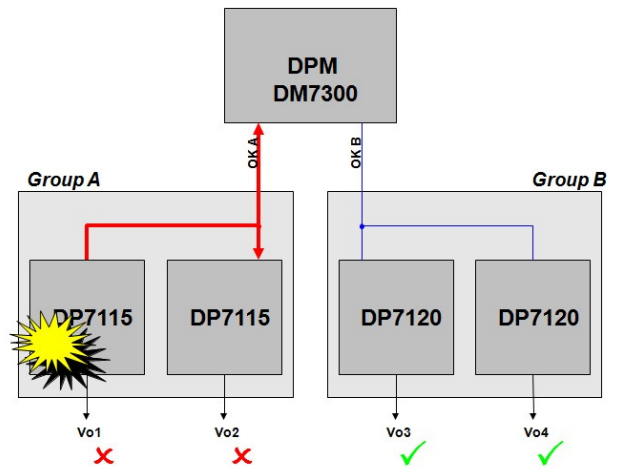 DPM
DM7300
OK A
OK B
Group A
Group B
DP7115
DP7115
DP7120
DP7120
Vo1
Vo2
Vo3
Vo4